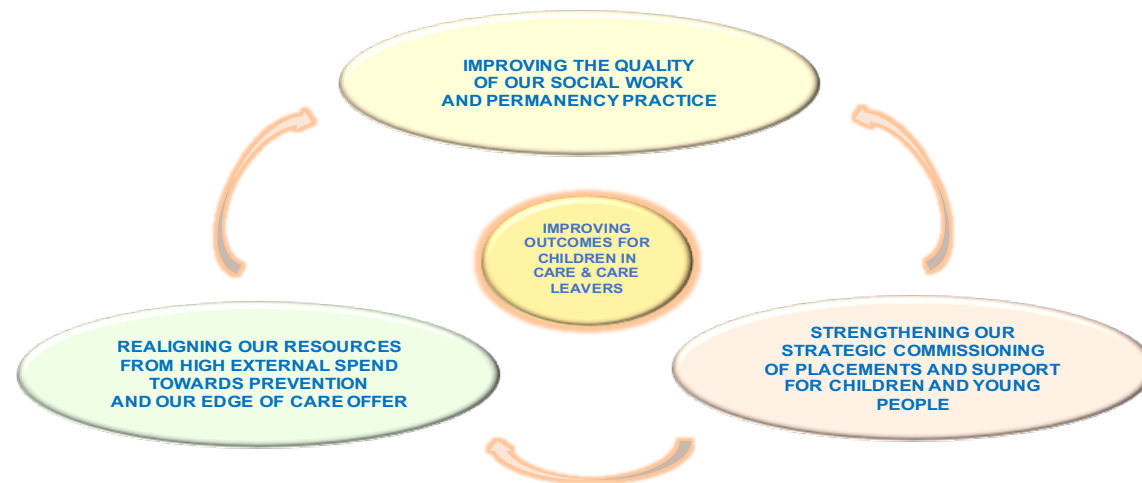 IMPROVING THE QUALITY
OF OUR SOCIAL WORK
AND PERMANENCY PRACTICE
IMPROVING
OUTCOMES FOR
CHILDREN IN
CARE & CARE
LEAVERS
REALIGNING OUR RESOURCES
FROM HIGH EXTERNAL SPEND
TOWARDS PREVENTION
AND OUR EDGE OF CARE OFFER
STRENGTHENING OUR
STRATEGIC COMMISSIONING
OF PLACEMENTS AND SUPPORT
FOR CHILDREN AND YOUNG
PEOPLE